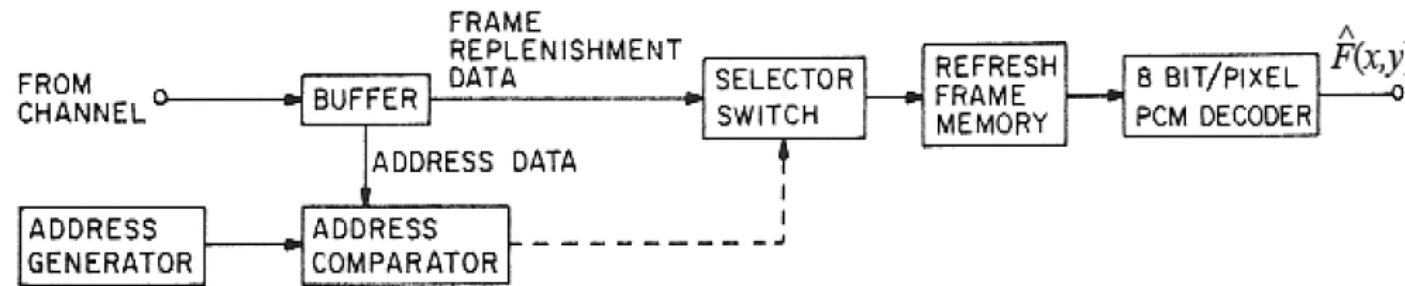 FRAME
REPLENISHMENT
DATA
FROM
CHANNEL
BUFFER
SELECTOR
SWITCH
REFRESH
FRAME
MEMORY
8 BIT/PIXEL
PCM DECODER
F̂(x,y)
ADDRESS DATA
ADDRESS
GENERATOR
ADDRESS
COMPARATOR